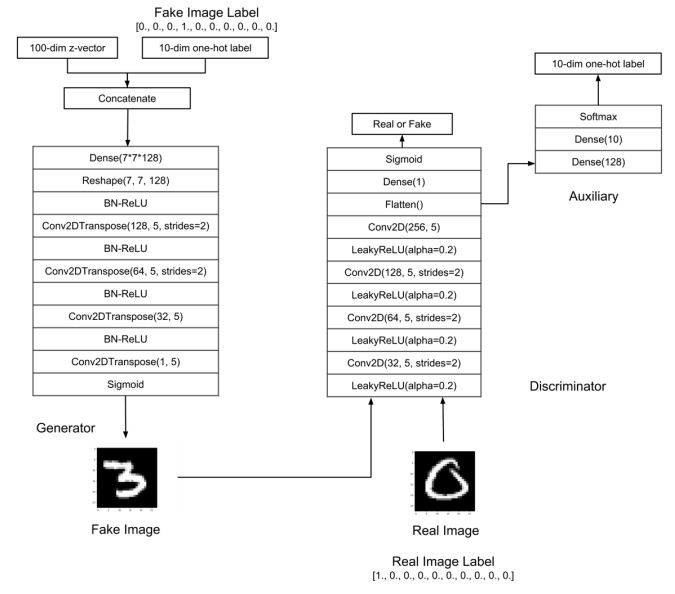 Fake Image Label
[0., 0., 0., 1., 0., 0., 0., 0., 0., 0.]
100-dim z-vector
10-dim one-hot label
Concatenate
Dense(7*7*128)
Reshape(7, 7, 128)
BN-ReLU
Conv2DTranspose(128, 5, strides=2)
BN-ReLU
Conv2DTranspose(64, 5, strides=2)
BN-ReLU
Conv2DTranspose(32, 5)
BN-ReLU
Conv2DTranspose(1, 5)
Sigmoid
Generator
Fake Image
Real or Fake
Sigmoid
Dense(1)
Flatten()
Conv2D(256, 5)
LeakyReLU(alpha=0.2)
Conv2D(128, 5, strides=2)
LeakyReLU(alpha=0.2)
Conv2D(64, 5, strides=2)
LeakyReLU(alpha=0.2)
Conv2D(32, 5, strides=2)
LeakyReLU(alpha=0.2)
Discriminator
Real Image
Real Image Label
[1., 0., 0., 0., 0., 0., 0., 0., 0., 0.]
10-dim one-hot label
Softmax
Dense(10)
Dense(128)
Auxiliary